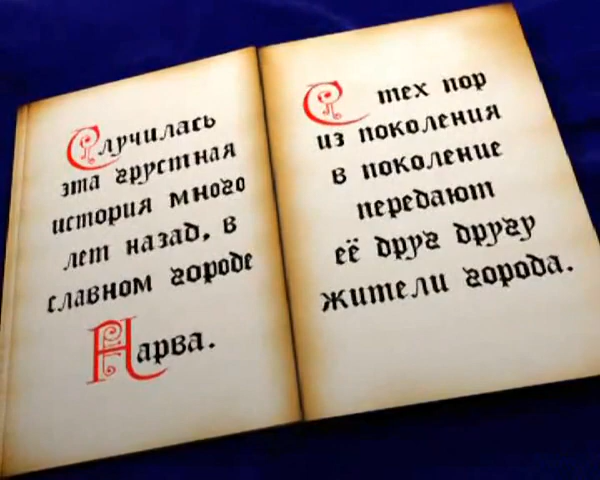 Случилась
эта грустная
история много
лет назад, в
славном городе
Нарва.
С тех пор
из поколения
в поколение
передают
её друг другу
жители города.